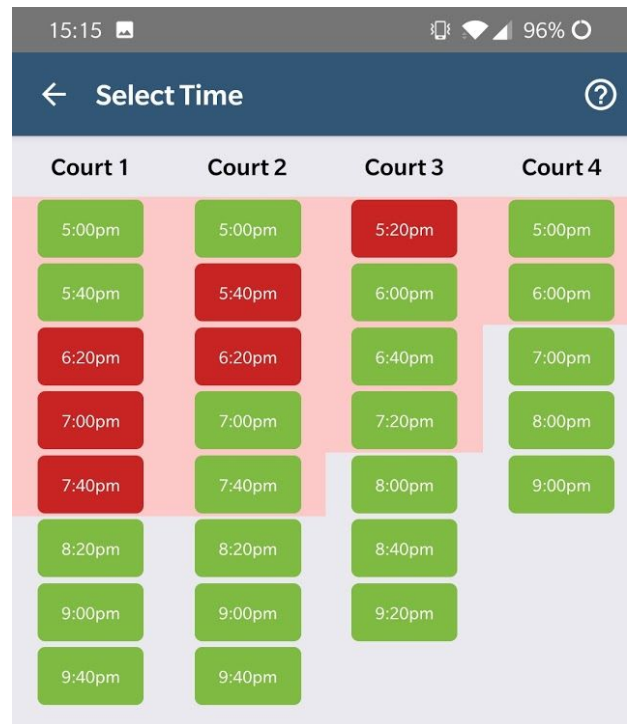 15:15 96%
Select Time
Court 1 Court 2 Court 3 Court 4
5:00pm 5:00pm 5:20pm 5:00pm
5:40pm 5:40pm 6:00pm 6:00pm
6:20pm 6:20pm 6:40pm 7:00pm
7:00pm 7:00pm 7:20pm 8:00pm
7:40pm 7:40pm 8:00pm 9:00pm
8:20pm 8:20pm 8:40pm
9:00pm 9:00pm 9:20pm
9:40pm 9:40pm